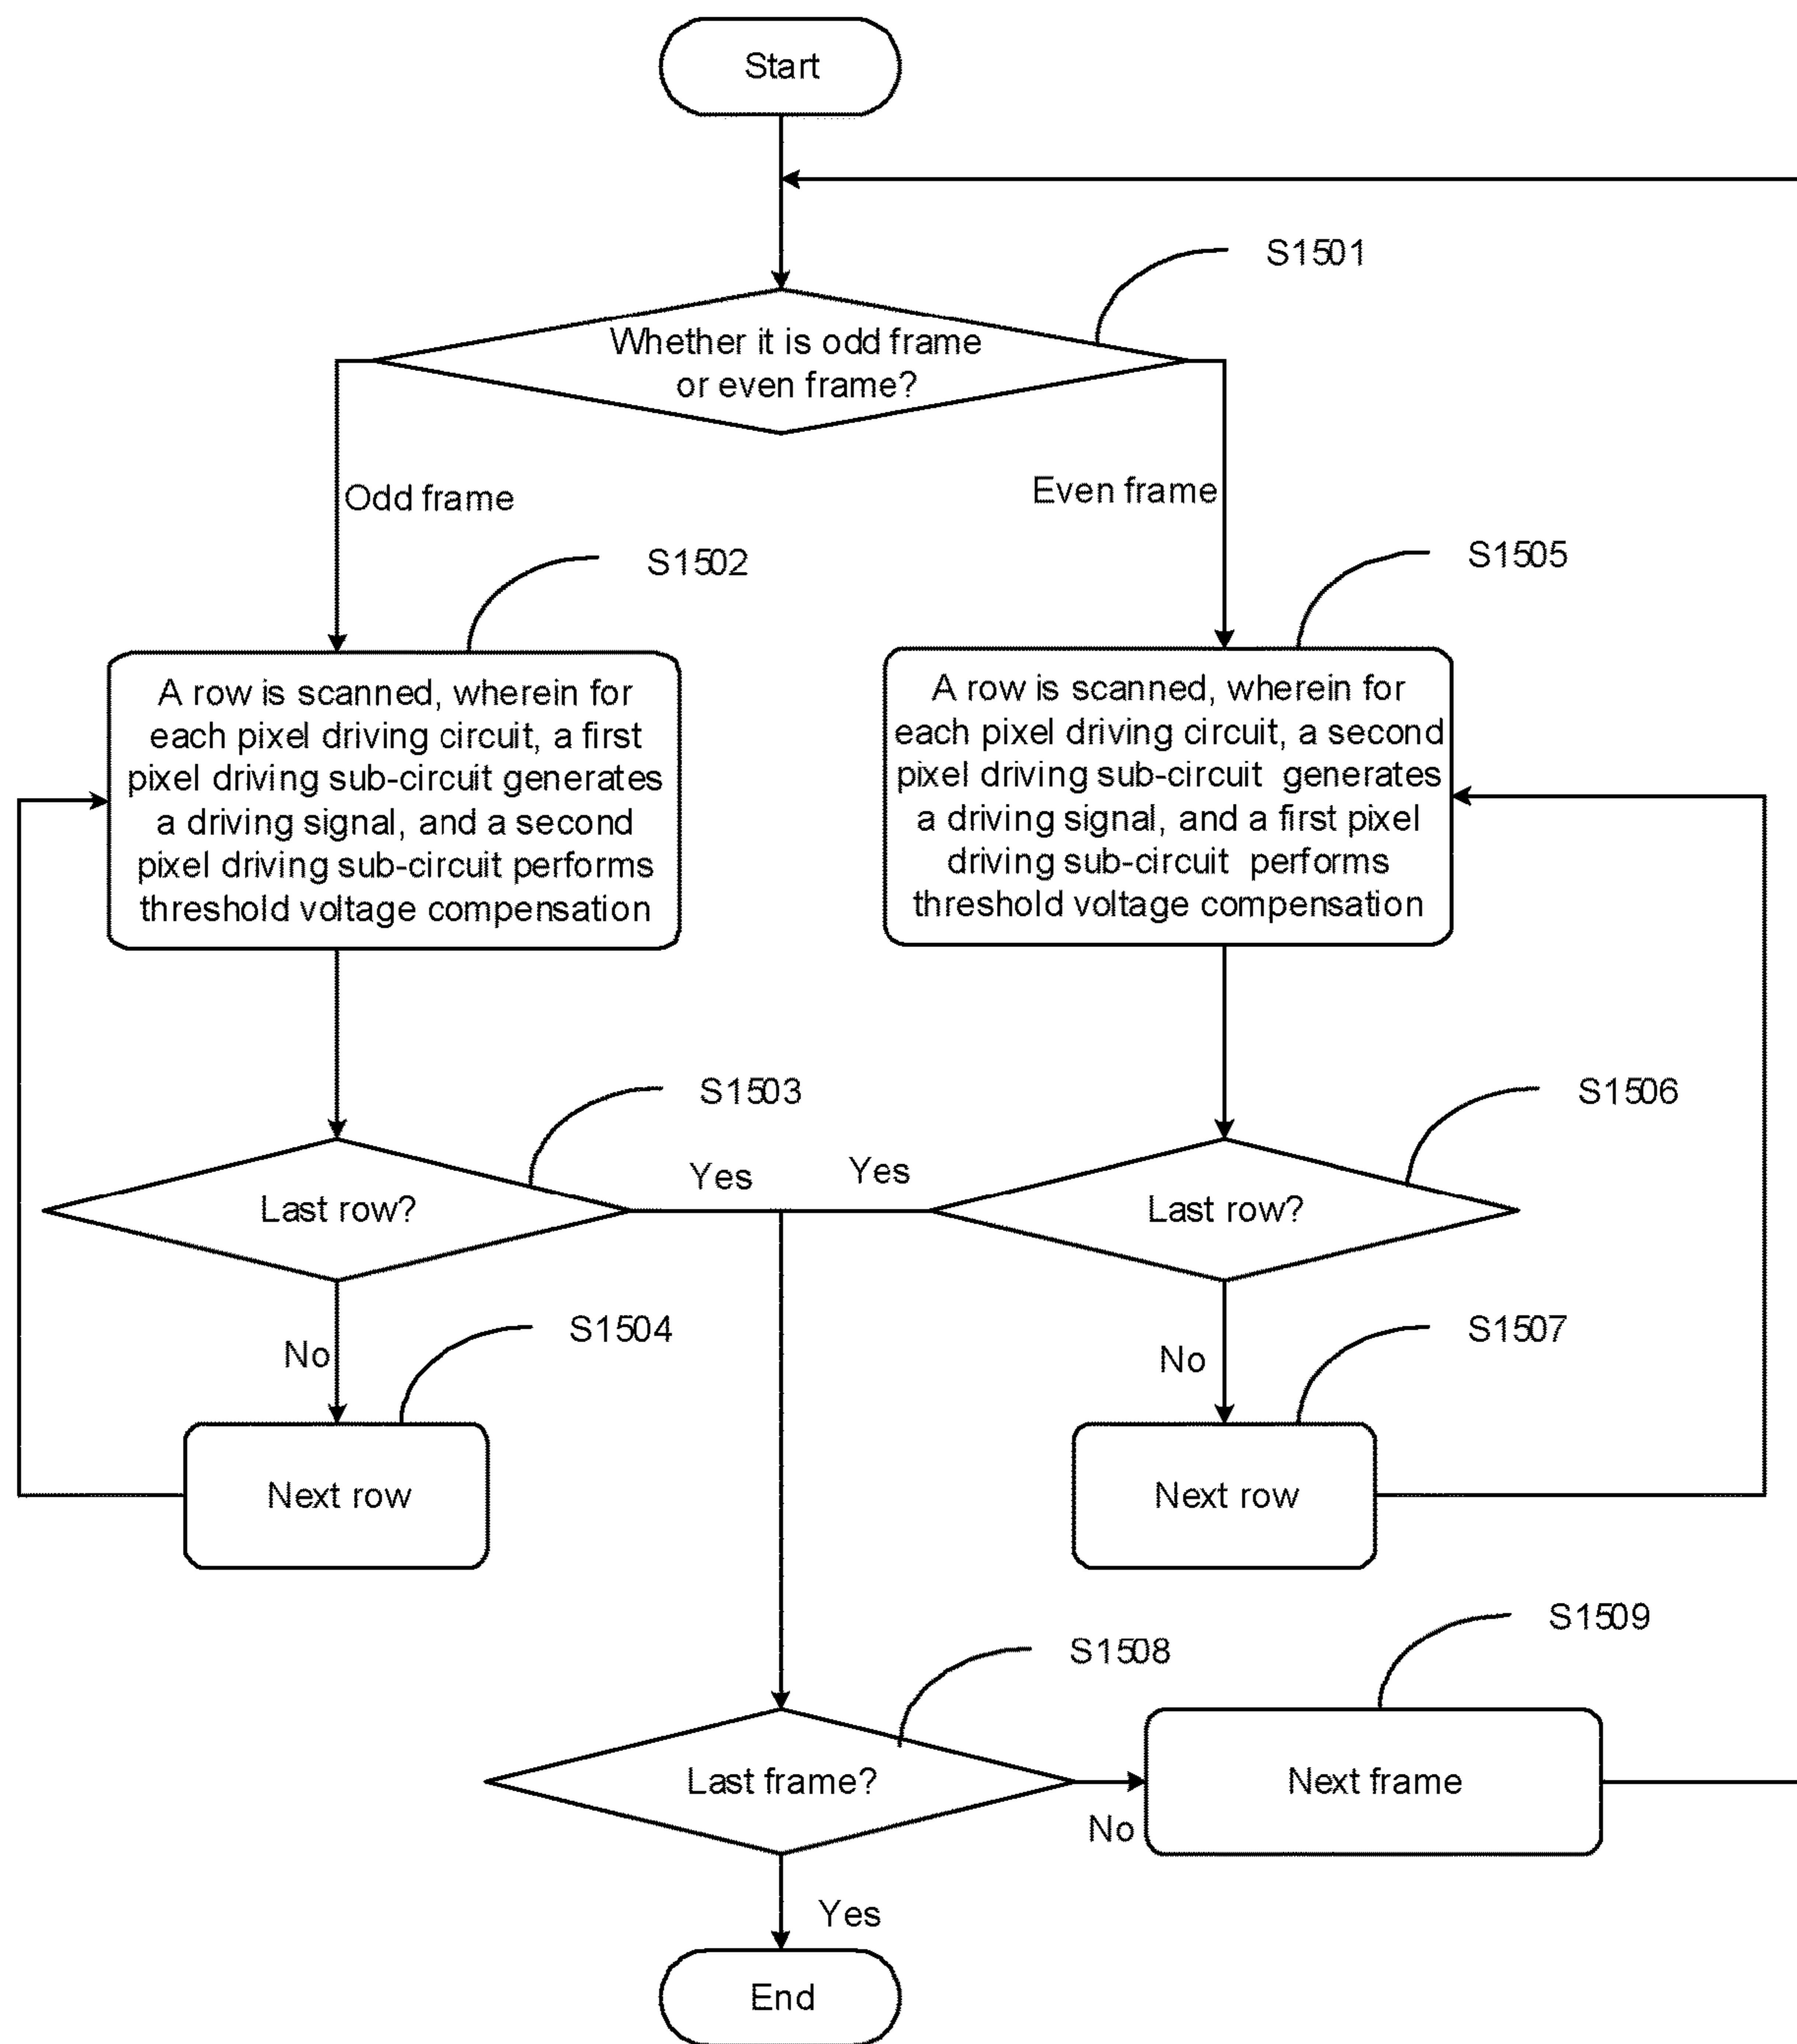 Start
S1501
Whether it is odd frame
or even frame?
Odd frame
Even frame
S1502
S1505
A row is scanned, wherein for
each pixel driving circuit, a first
pixel driving sub-circuit generates
a driving signal, and a second
pixel driving sub-circuit performs
threshold voltage compensation
A row is scanned, wherein for
each pixel driving circuit, a second
pixel driving sub-circuit generates
a driving signal, and a first pixel
driving sub-circuit performs
threshold voltage compensation
S1503
S1506
Last row?
Yes
Yes
Last row?
No
S1504
No
S1507
Next row
Next row
S1508
S1509
Last frame?
No
Next frame
Yes
End